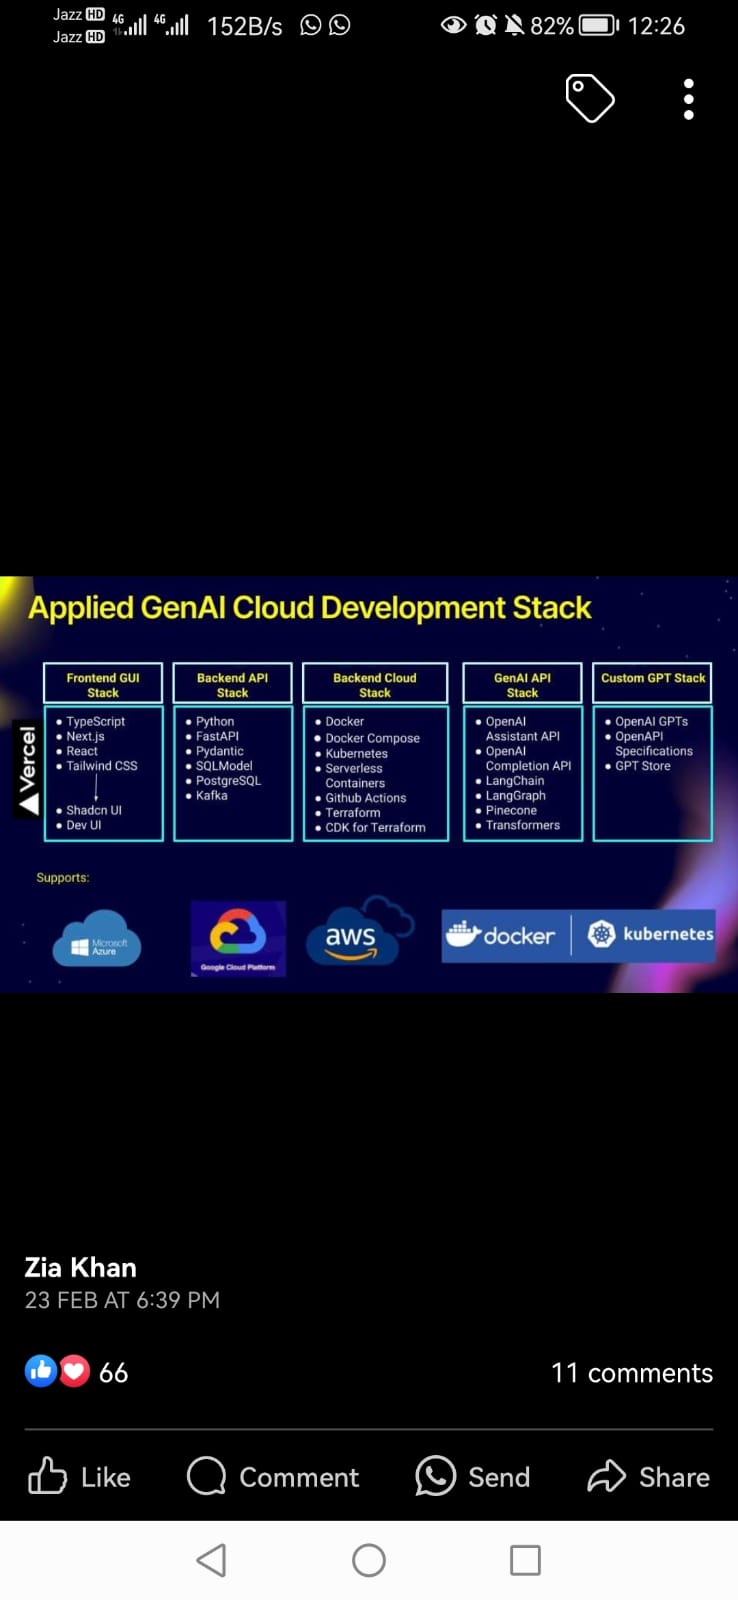 Jazz HD 4G 4G 152B/s 82% 12:26
Jazz HD
Applied GenAI Cloud Development Stack
Vercel
Frontend GUI
Stack
TypeScript
Next.js
React
Tailwind CSS
Shadcn UI
Dev UI
Backend API
Stack
Python
FastAPI
Pydantic
SQLModel
PostgreSQL
Kafka
Backend Cloud
Stack
Docker
Docker Compose
Kubernetes
Serverless
Containers
Github Actions
Terraform
CDK for Terraform
GenAI API
Stack
OpenAI
Assistant API
OpenAI
Completion API
LangChain
LangGraph
Pinecone
Transformers
Custom GPT Stack
OpenAI GPTs
OpenAPI
Specifications
GPT Store
Supports:
Microsoft
Azure
Google Cloud Platform
aws
docker
kubernetes
Zia Khan
23 FEB AT 6:39 PM
66
11 comments
Like
Comment
Send
Share